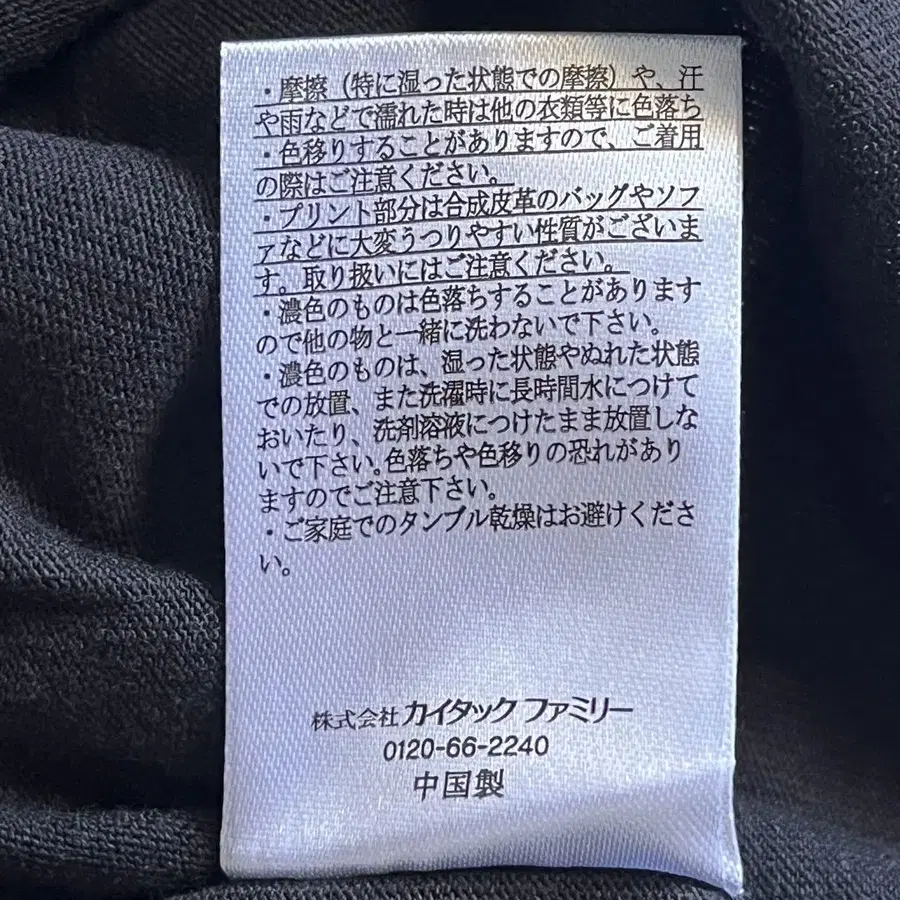 ・摩擦（特に湿った状態での摩擦）や、汗
や雨などで濡れた時は他の衣類等に色落ち
・色移りすることがありますので、ご着用
の際はご注意ください。
・プリント部分は合成皮革のバッグやソフ
ァなどに大変うつりやすい性質がございま
す。取り扱いにはご注意ください。
・濃色のものは色落ちすることがあります
ので他の物と一緒に洗わないで下さい。
・濃色のものは、湿った状態やぬれた状態
での放置、また洗濯時に長時間水につけて
おいたり、洗剤溶液につけたまま放置しな
いで下さい。色落ちや色移りの恐れがあり
ますのでご注意下さい。
・ご家庭でのタンブル乾燥はお避けくださ
い。
株式会社カイタック ファミリー
0120-66-2240
中国製